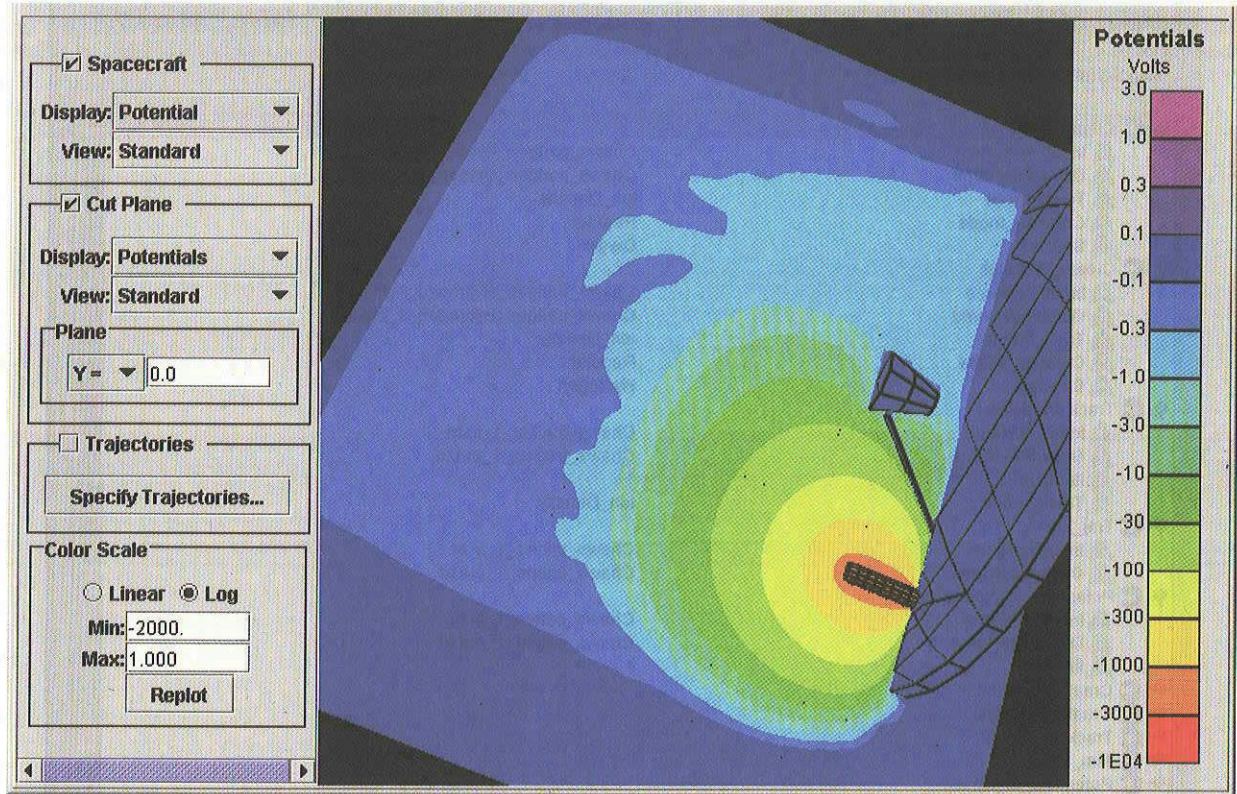 Spacecraft
Display: Potential
View: Standard
Cut Plane
Display: Potentials
View: Standard
Plane
Y = 0.0
Trajectories
Specify Trajectories...
Color Scale
Linear Log
Min: -2000.
Max: 1.000
Replot
Potentials
Volts
3.0
1.0
0.3
0.1
-0.1
-0.3
-1.0
-3.0
-10
-30
-100
-300
-1000
-3000
-1E04